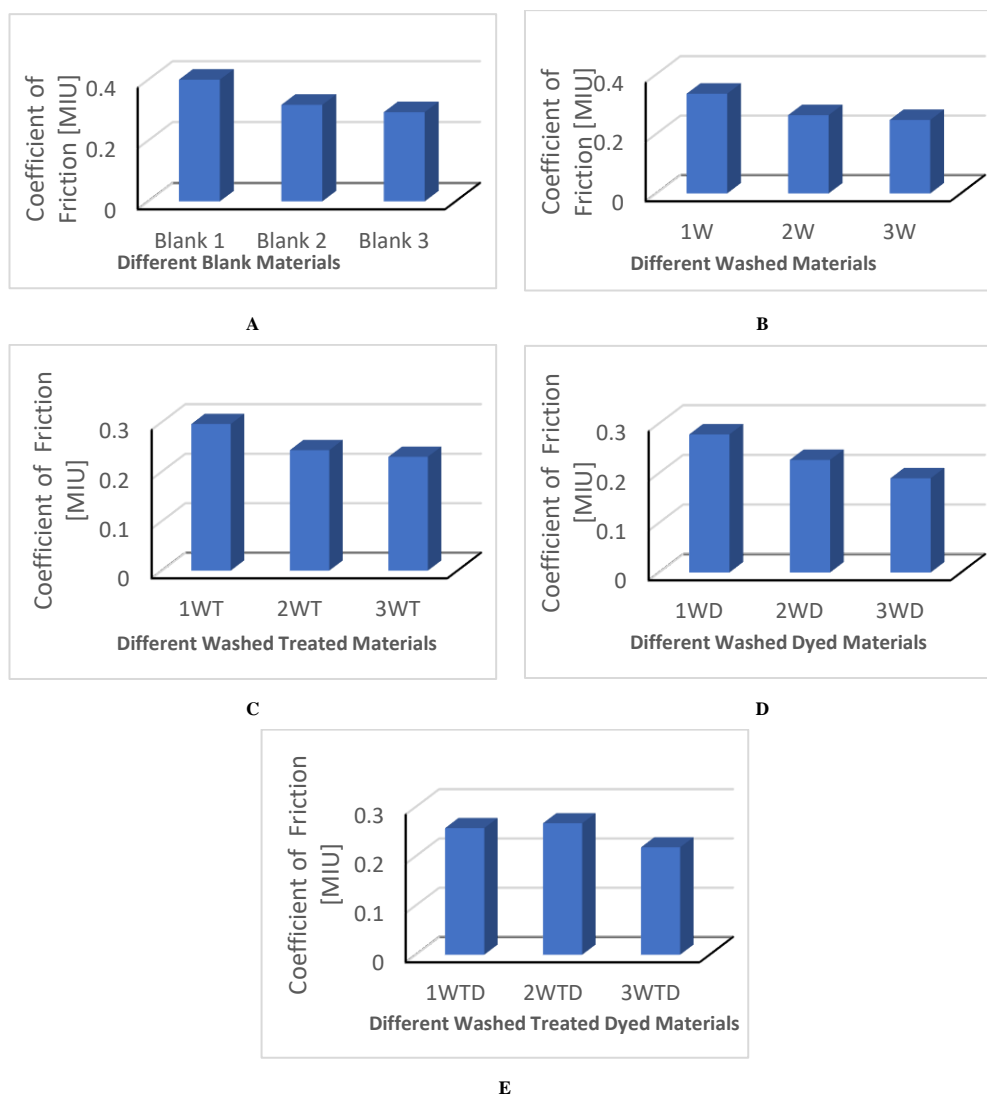 Coefficient of
Friction [MIU]
0.4
0.2
0
Blank 1 Blank 2 Blank 3
Different Blank Materials
A
Coefficient of
Friction [MIU]
0.4
0.2
0
1W 2W 3W
Different Washed Materials
B
Coefficient of Friction
[MIU]
0.3
0.2
0.1
0
1WT 2WT 3WT
Different Washed Treated Materials
C
Coefficient of Friction
[MIU]
0.3
0.2
0.1
0
1WD 2WD 3WD
Different Washed Dyed Materials
D
Coefficient of Friction
[MIU]
0.3
0.2
0.1
0
1WTD 2WTD 3WTD
Different Washed Treated Dyed Materials
E